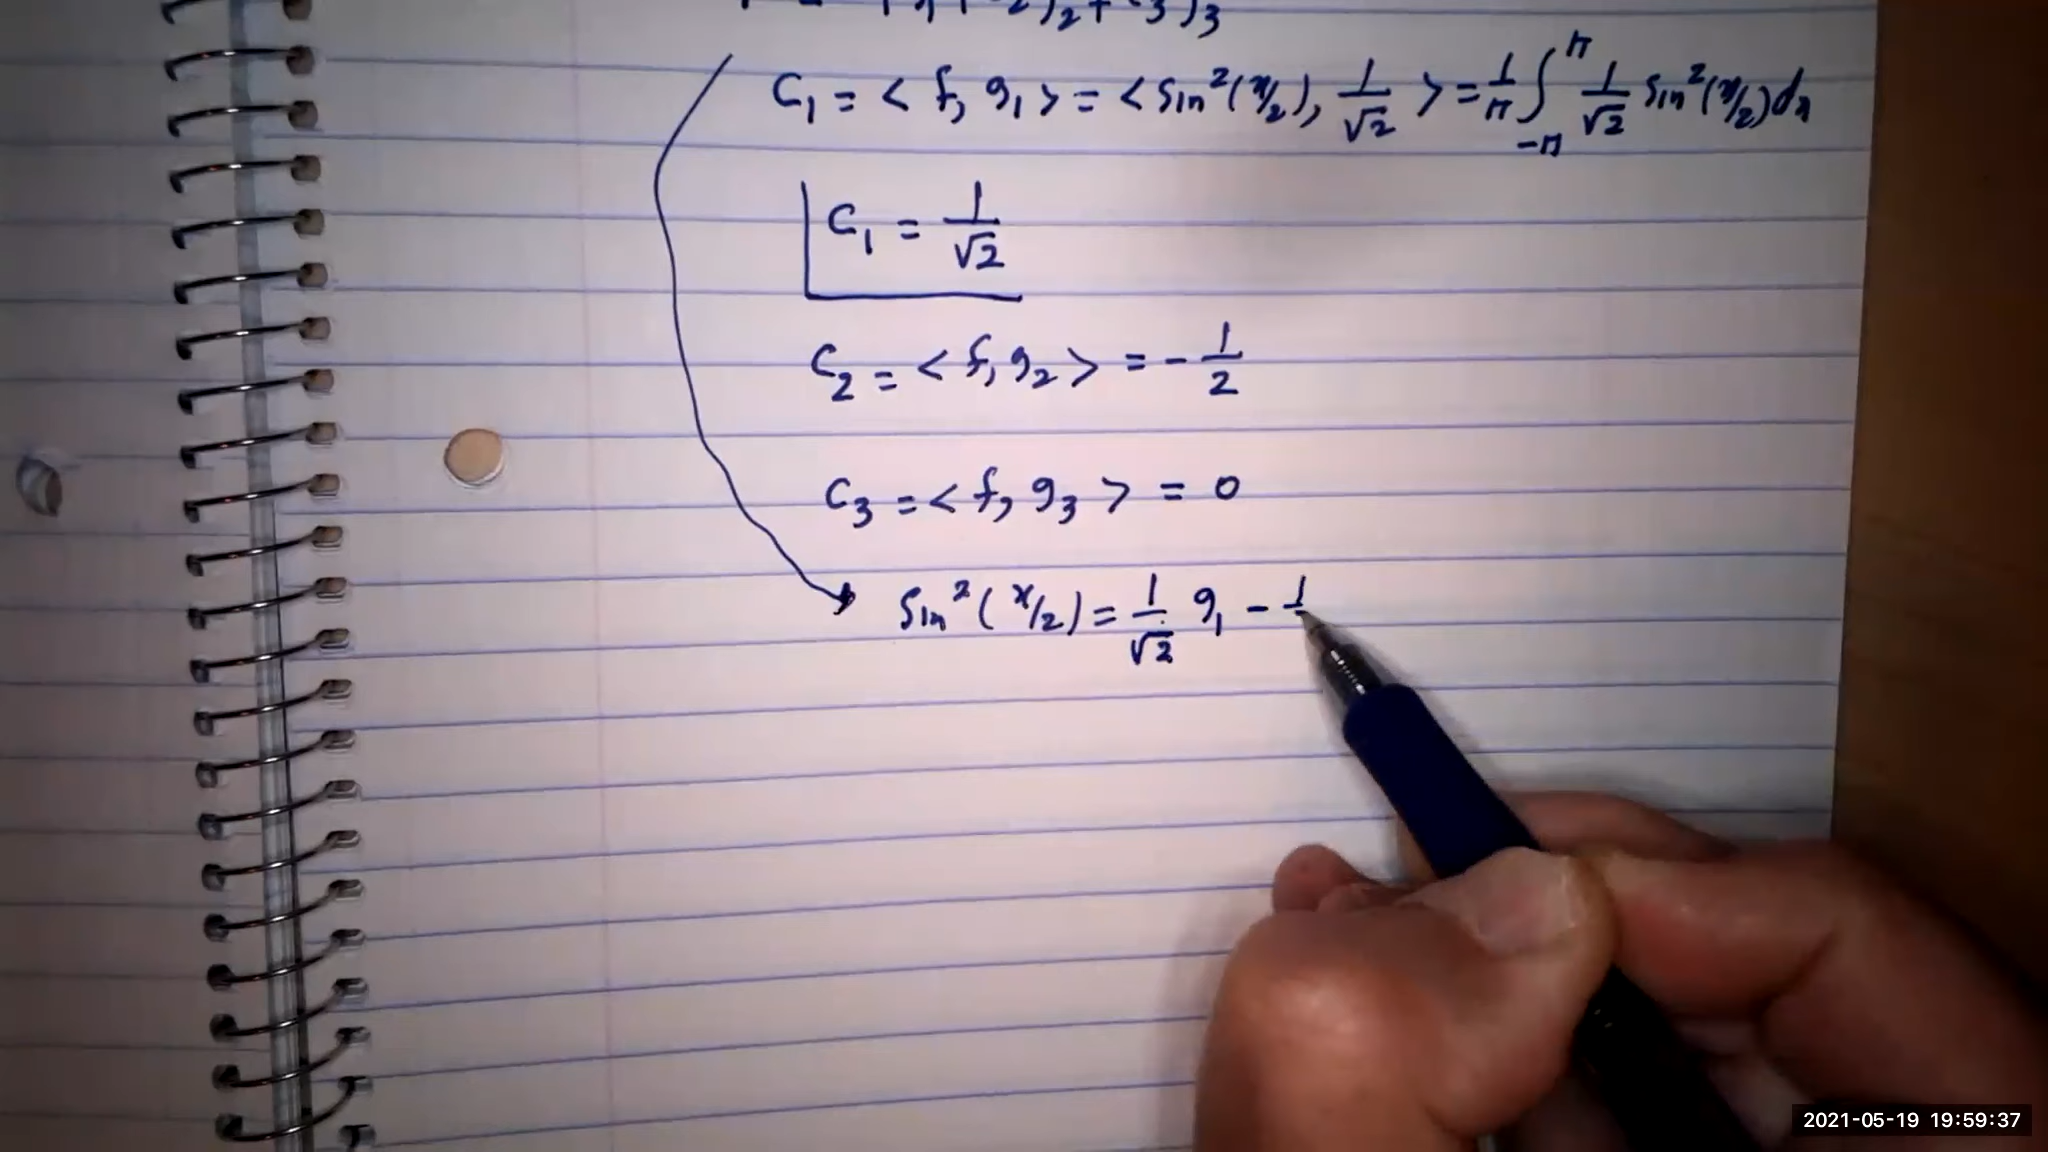 C₁ = < f, g₁ > = < Sin²(x/2), 1/√2 > = 1/π ∫_{-π}^{π} 1/√2 Sin²(x/2)dx
C₁ = 1/√2
C₂ = < f, g₂ > = - 1/2
C₃ = < f, g₃ > = 0
Sin²(x/2) = 1/√2 g₁ - 1
2021-05-19 19:59:37